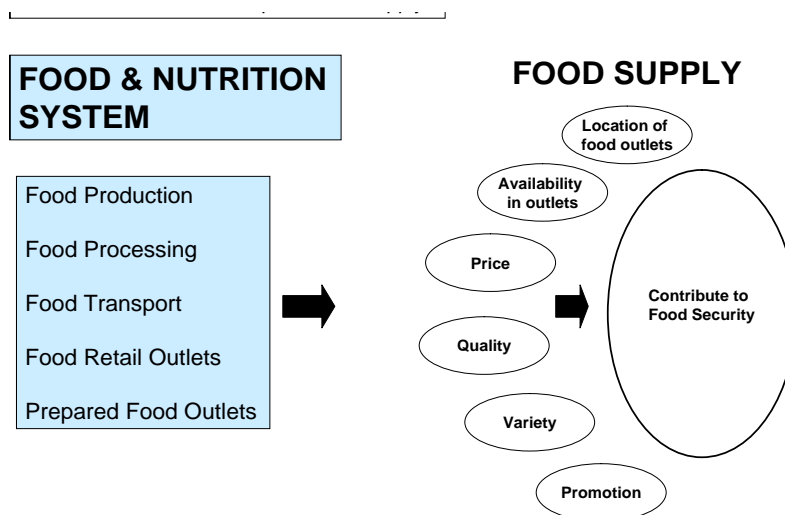 FOOD & NUTRITION
SYSTEM
Food Production
Food Processing
Food Transport
Food Retail Outlets
Prepared Food Outlets
FOOD SUPPLY
Location of
food outlets
Availability
in outlets
Price
Quality
Variety
Promotion
Contribute to
Food Security